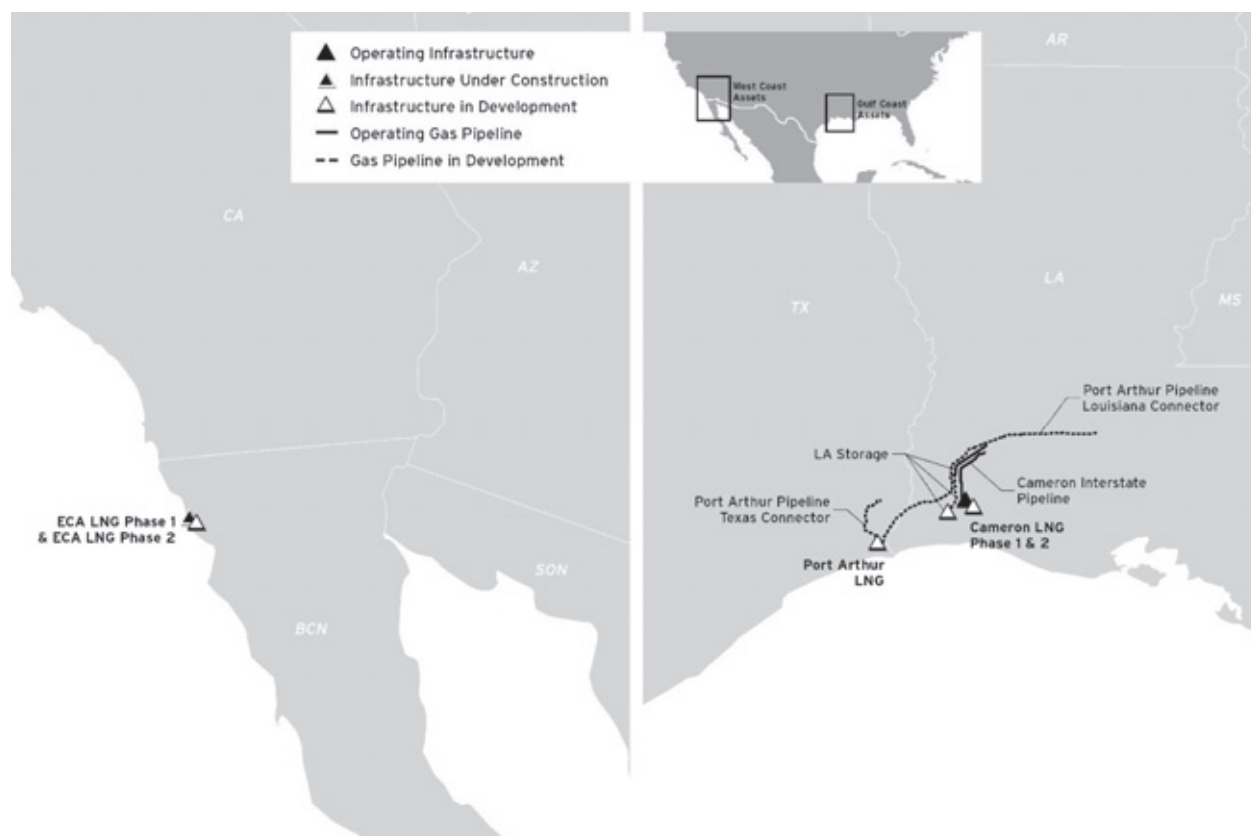 Operating Infrastructure
Infrastructure Under Construction
Infrastructure in Development
Operating Gas Pipeline
Gas Pipeline in Development
West Coast
Assets
Gulf Coast
Assets
CA
AZ
SON
BCN
ECA LNG Phase 1
& ECA LNG Phase 2
AR
TX
LA
MS
Port Arthur Pipeline
Louisiana Connector
LA Storage
Cameron Interstate
Pipeline
Port Arthur Pipeline
Texas Connector
Cameron LNG
Phase 1 & 2
Port Arthur
LNG